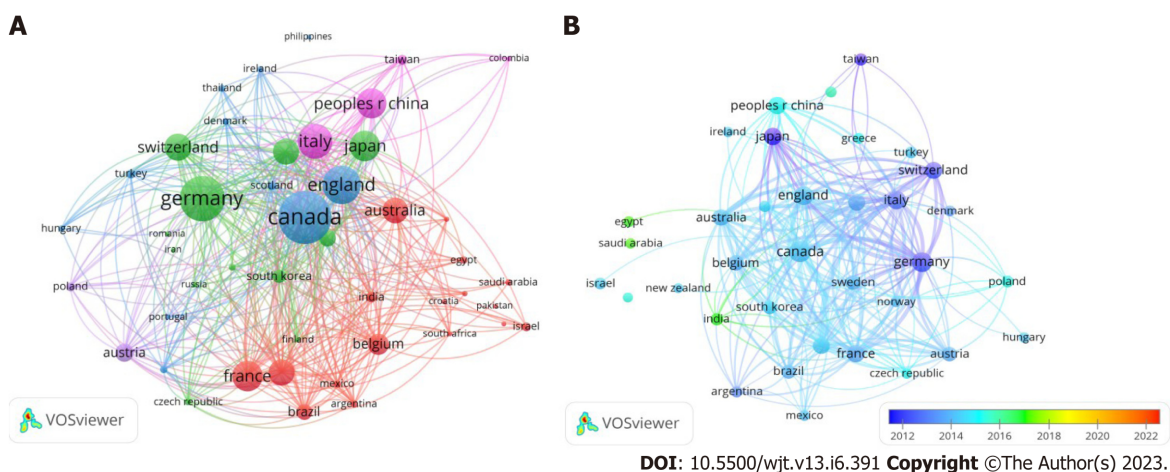 A
philippines
ireland
taiwan
colombia
thailand
peoples r china
denmark
switzerland
italy
japan
turkey
scotland
england
germany
canada
australia
hungary
romania
iran
egypt
poland
russia
south korea
india
saudi arabia
croatia
pakistan
portugal
south africa
israel
austria
finland
belgium
france
mexico
czech republic
brazil
argentina
VOSviewer
B
taiwan
peoples r china
ireland
japan
greece
turkey
switzerland
england
italy
egypt
australia
denmark
saudi arabia
canada
belgium
germany
israel
new zealand
sweden
poland
south korea
norway
india
hungary
france
austria
brazil
czech republic
argentina
mexico
VOSviewer
2012 2014 2016 2018 2020 2022
DOI: 10.5500/wjt.v13.i6.391 Copyright ©The Author(s) 2023.